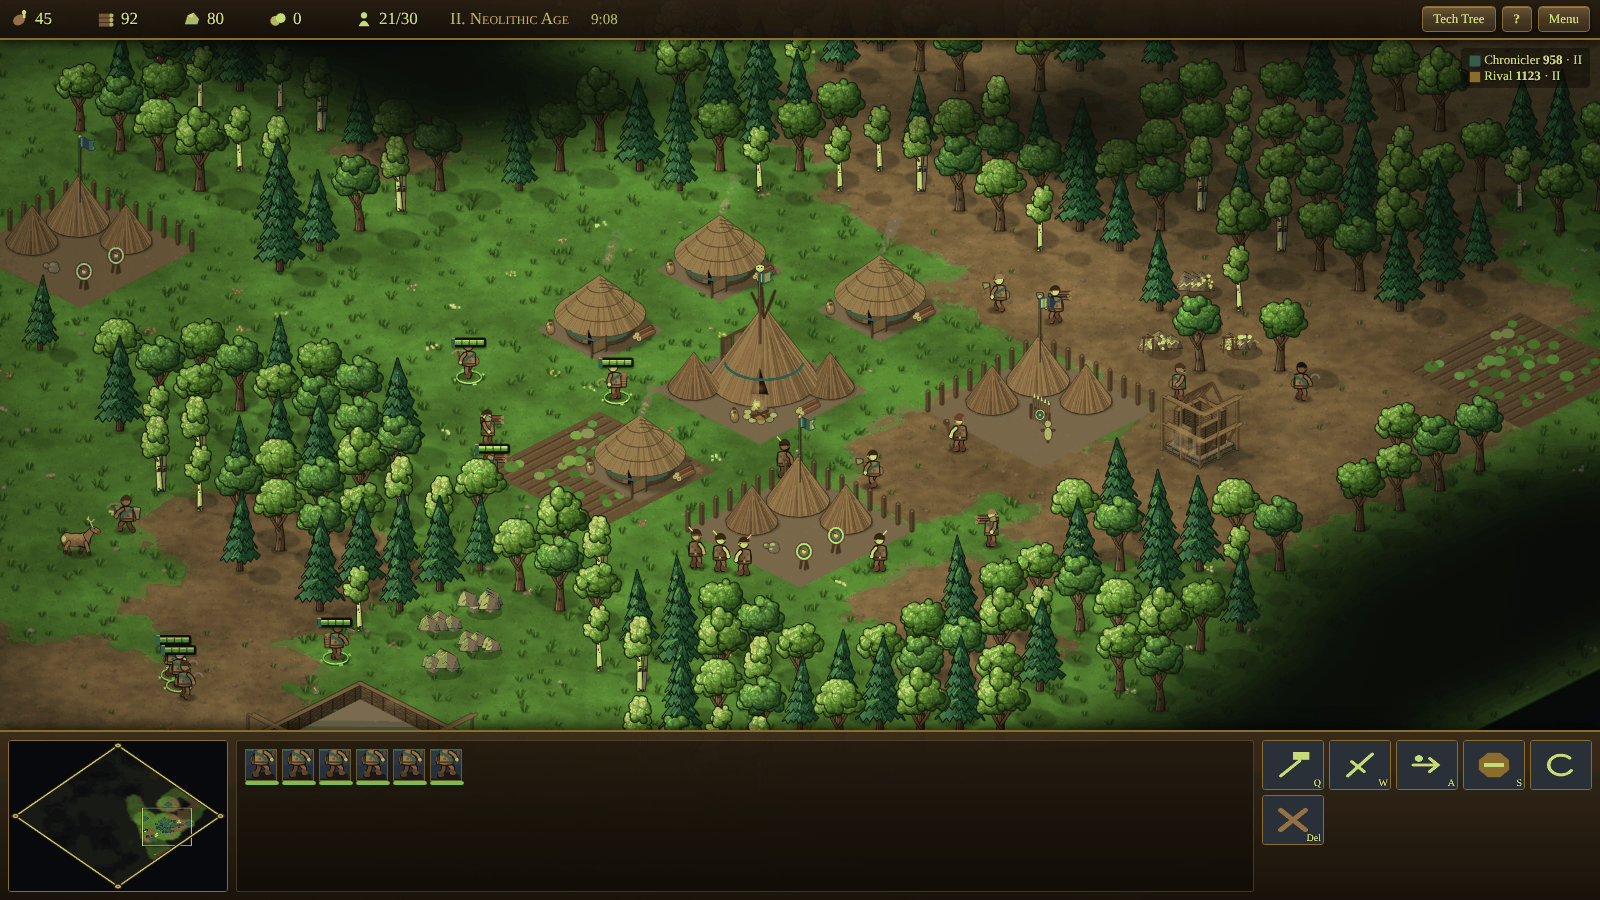 45 92 80 0 21/30 II. Neolithic Age 9:08 Tech Tree ? Menu
Chronicler 958 · II
Rival 1123 · II
Q W A S
Del